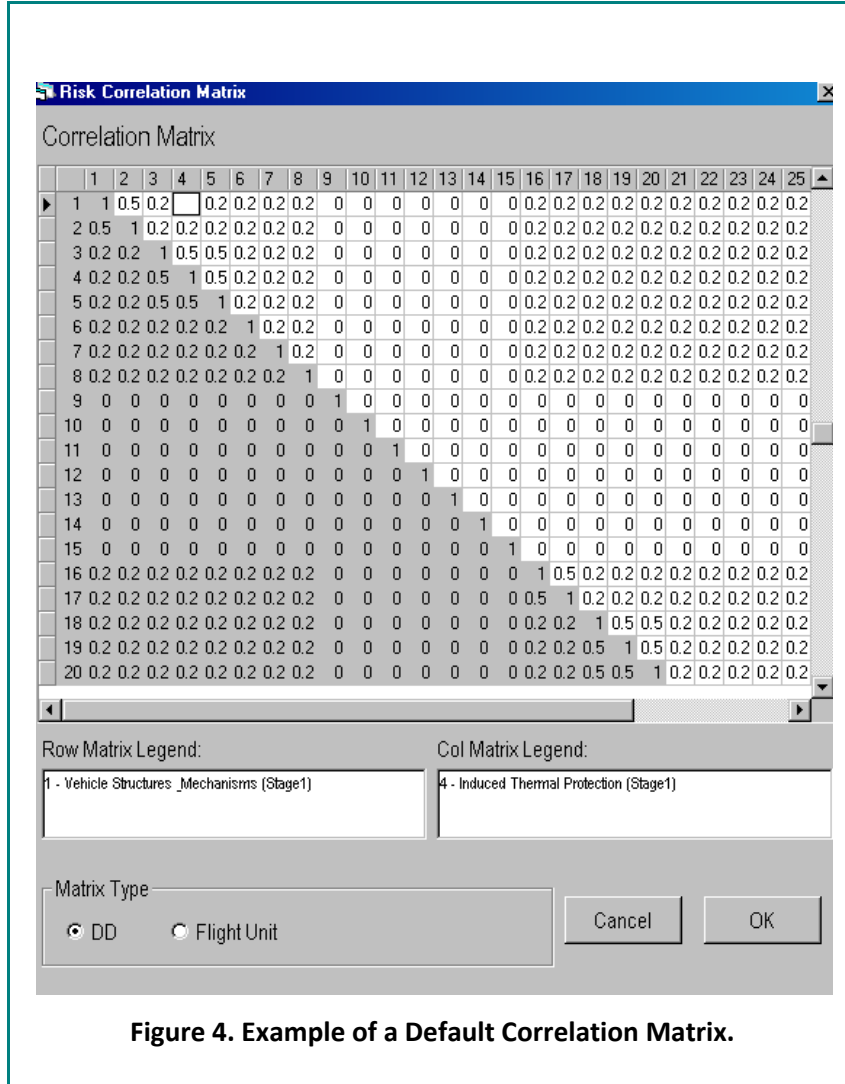 Risk Correlation Matrix
Correlation Matrix
1 2 3 4 5 6 7 8 9 10 11 12 13 14 15 16 17 18 19 20 21 22 23 24 25
1 1 0.5 0.2 0.2 0.2 0.2 0.2 0 0 0 0 0 0 0 0.2 0.2 0.2 0.2 0.2 0.2 0.2 0.2 0.2 0.2
2 0.5 1 0.2 0.2 0.2 0.2 0.2 0.2 0 0 0 0 0 0 0 0.2 0.2 0.2 0.2 0.2 0.2 0.2 0.2 0.2 0.2
3 0.2 0.2 1 0.5 0.5 0.2 0.2 0.2 0 0 0 0 0 0 0 0.2 0.2 0.2 0.2 0.2 0.2 0.2 0.2 0.2 0.2
4 0.2 0.2 0.5 1 0.5 0.2 0.2 0.2 0 0 0 0 0 0 0 0.2 0.2 0.2 0.2 0.2 0.2 0.2 0.2 0.2 0.2
5 0.2 0.2 0.5 0.5 1 0.2 0.2 0.2 0 0 0 0 0 0 0 0.2 0.2 0.2 0.2 0.2 0.2 0.2 0.2 0.2 0.2
6 0.2 0.2 0.2 0.2 0.2 1 0.2 0.2 0 0 0 0 0 0 0 0.2 0.2 0.2 0.2 0.2 0.2 0.2 0.2 0.2 0.2
7 0.2 0.2 0.2 0.2 0.2 0.2 1 0.2 0 0 0 0 0 0 0 0.2 0.2 0.2 0.2 0.2 0.2 0.2 0.2 0.2 0.2
8 0.2 0.2 0.2 0.2 0.2 0.2 0.2 1 0 0 0 0 0 0 0 0.2 0.2 0.2 0.2 0.2 0.2 0.2 0.2 0.2 0.2
9 0 0 0 0 0 0 0 0 1 0 0 0 0 0 0 0 0 0 0 0 0 0 0 0 0
10 0 0 0 0 0 0 0 0 0 1 0 0 0 0 0 0 0 0 0 0 0 0 0 0 0
11 0 0 0 0 0 0 0 0 0 0 1 0 0 0 0 0 0 0 0 0 0 0 0 0 0
12 0 0 0 0 0 0 0 0 0 0 0 1 0 0 0 0 0 0 0 0 0 0 0 0 0
13 0 0 0 0 0 0 0 0 0 0 0 0 1 0 0 0 0 0 0 0 0 0 0 0 0
14 0 0 0 0 0 0 0 0 0 0 0 0 0 1 0 0 0 0 0 0 0 0 0 0 0
15 0 0 0 0 0 0 0 0 0 0 0 0 0 0 1 0 0 0 0 0 0 0 0 0 0
16 0.2 0.2 0.2 0.2 0.2 0.2 0.2 0.2 0 0 0 0 0 0 0 1 0.5 0.2 0.2 0.2 0.2 0.2 0.2 0.2 0.2
17 0.2 0.2 0.2 0.2 0.2 0.2 0.2 0.2 0 0 0 0 0 0 0 0.5 1 0.2 0.2 0.2 0.2 0.2 0.2 0.2 0.2
18 0.2 0.2 0.2 0.2 0.2 0.2 0.2 0.2 0 0 0 0 0 0 0 0.2 0.2 1 0.5 0.5 0.2 0.2 0.2 0.2 0.2
19 0.2 0.2 0.2 0.2 0.2 0.2 0.2 0.2 0 0 0 0 0 0 0 0.2 0.2 0.5 1 0.5 0.2 0.2 0.2 0.2 0.2
20 0.2 0.2 0.2 0.2 0.2 0.2 0.2 0.2 0 0 0 0 0 0 0 0.2 0.2 0.5 0.5 1 0.2 0.2 0.2 0.2 0.2
Row Matrix Legend: Col Matrix Legend:
1 - Vehicle Structures _Mechanisms (Stage1) 4 - Induced Thermal Protection (Stage1)
Matrix Type
DD Flight Unit Cancel OK
Figure 4. Example of a Default Correlation Matrix.